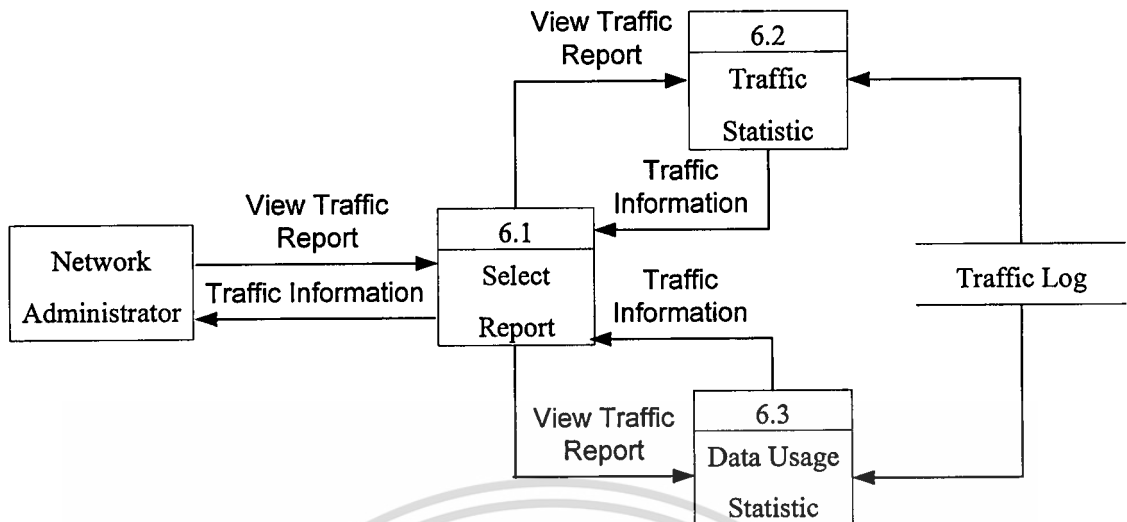 View Traffic
Report
6.2
Traffic
Statistic
Traffic
Information
View Traffic
Report
6.1
Select
Report
Network
Administrator
Traffic Information
Traffic
Information
Traffic Log
View Traffic
Report
6.3
Data Usage
Statistic